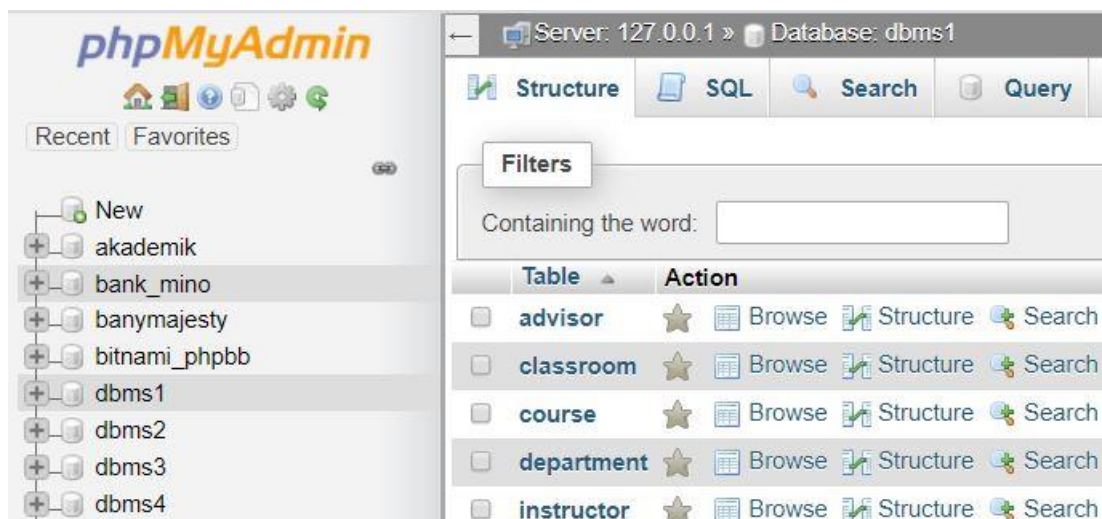 phpMyAdmin
Recent Favorites
New
akademik
bank_mino
banymajesty
bitnami_phpbb
dbms1
dbms2
dbms3
dbms4
← Server: 127.0.0.1 » Database: dbms1
Structure SQL Search Query
Filters
Containing the word:
Table Action
advisor Browse Structure Search
classroom Browse Structure Search
course Browse Structure Search
department Browse Structure Search
instructor Browse Structure Search